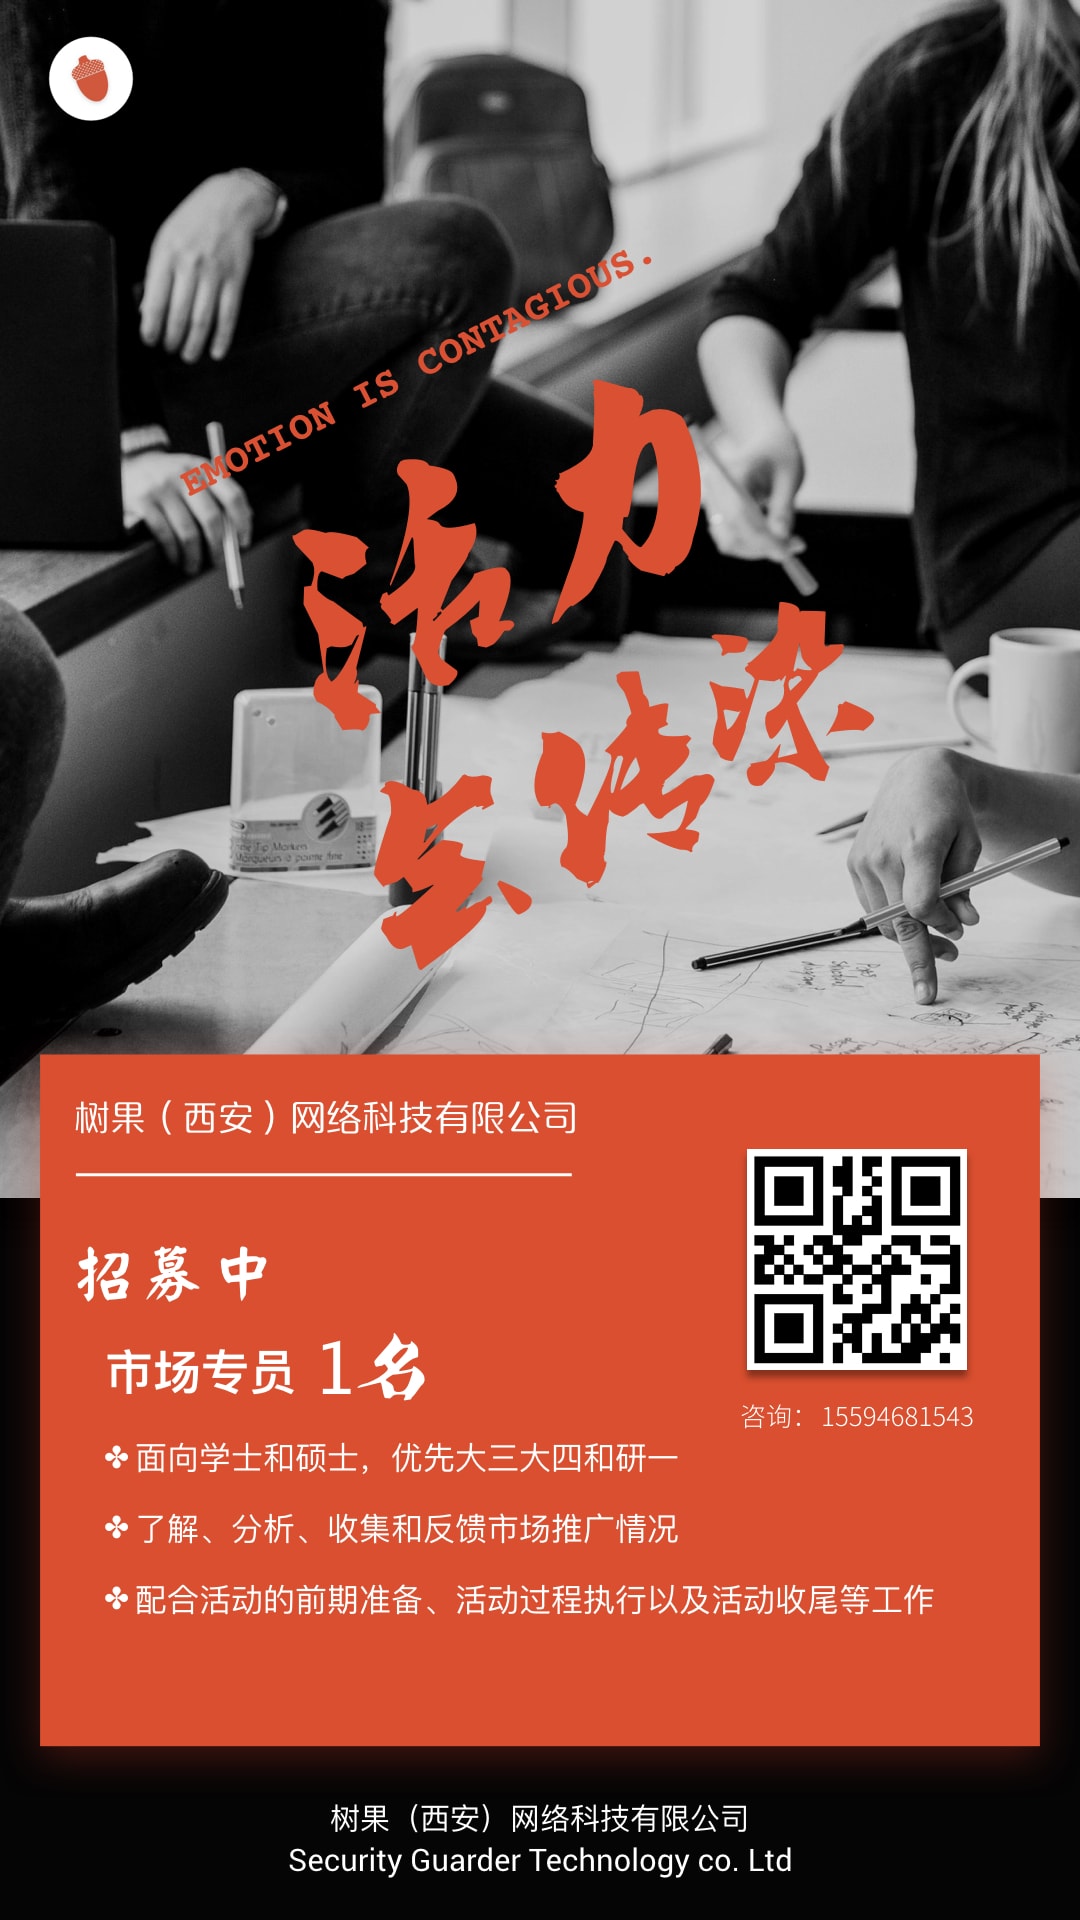 EMOTION IS CONTAGIOUS.
活力
会传染
树果（西安）网络科技有限公司
招募中
市场专员 1名
咨询： 15594681543
面向学士和硕士，优先大三大四和研一
了解、分析、收集和反馈市场推广情况
配合活动的前期准备、活动过程执行以及活动收尾等工作
树果（西安）网络科技有限公司
Security Guarder Technology co. Ltd